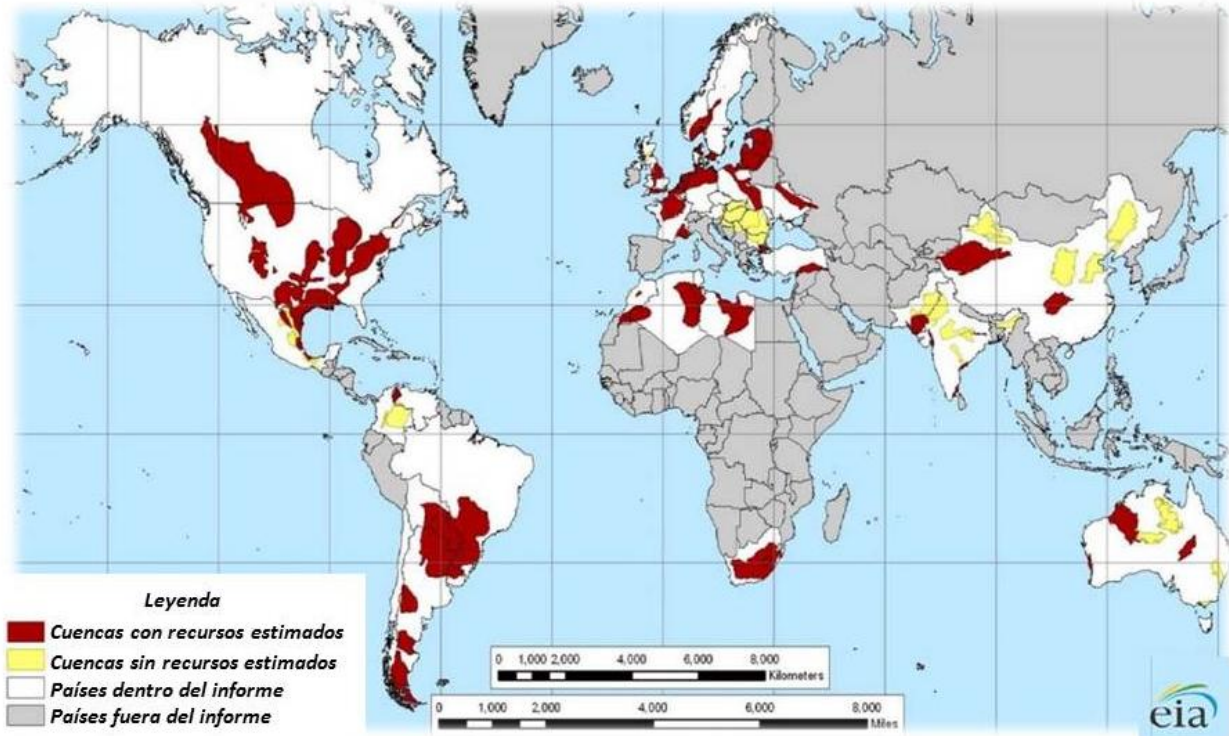 Leyenda
Cuencas con recursos estimados
Cuencas sin recursos estimados
Países dentro del informe
Países fuera del informe
0 1,000 2,000 4,000 6,000 8,000
Kilometers
0 1,000 2,000 4,000 6,000 8,000
Miles
eia